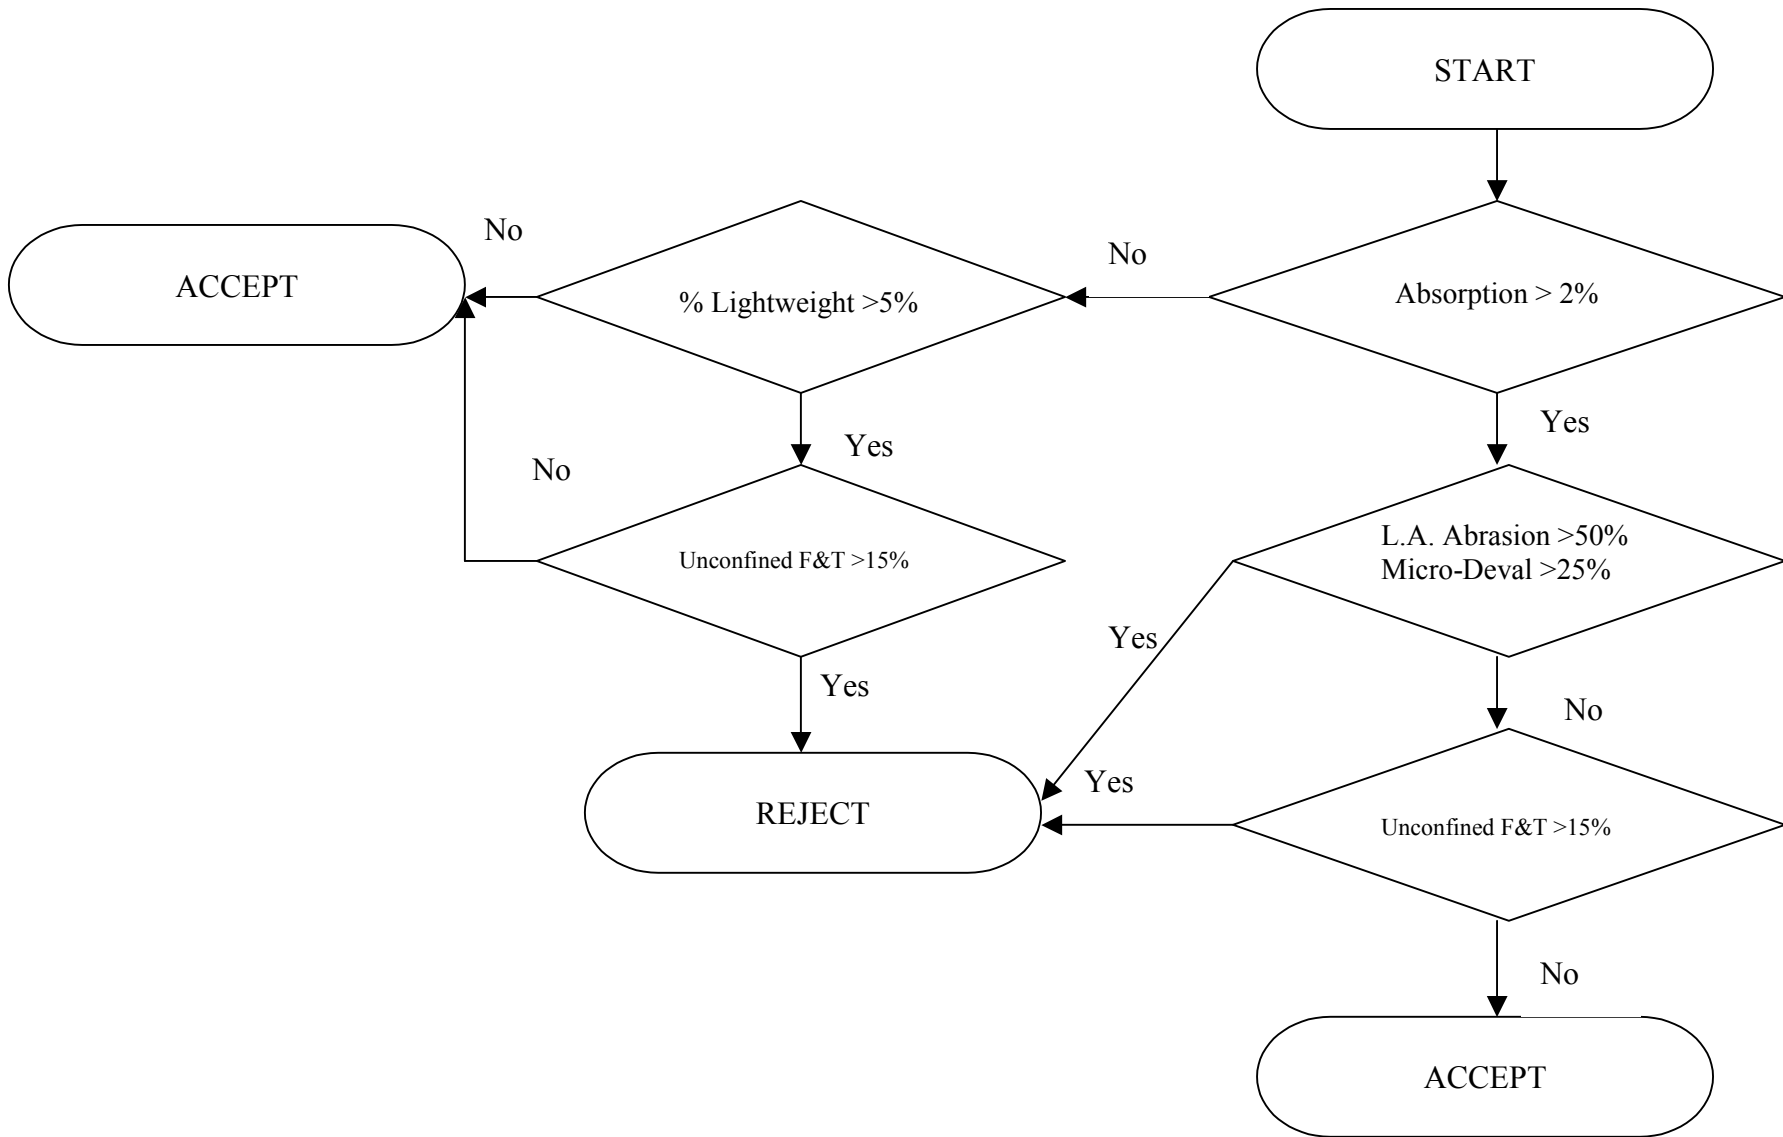 START
No
No
ACCEPT
% Lightweight >5%
Absorption > 2%
Yes
Yes
No
Unconfined F&T >15%
L.A. Abrasion >50%
Micro-Deval >25%
Yes
Yes
No
Yes
REJECT
Unconfined F&T >15%
No
ACCEPT